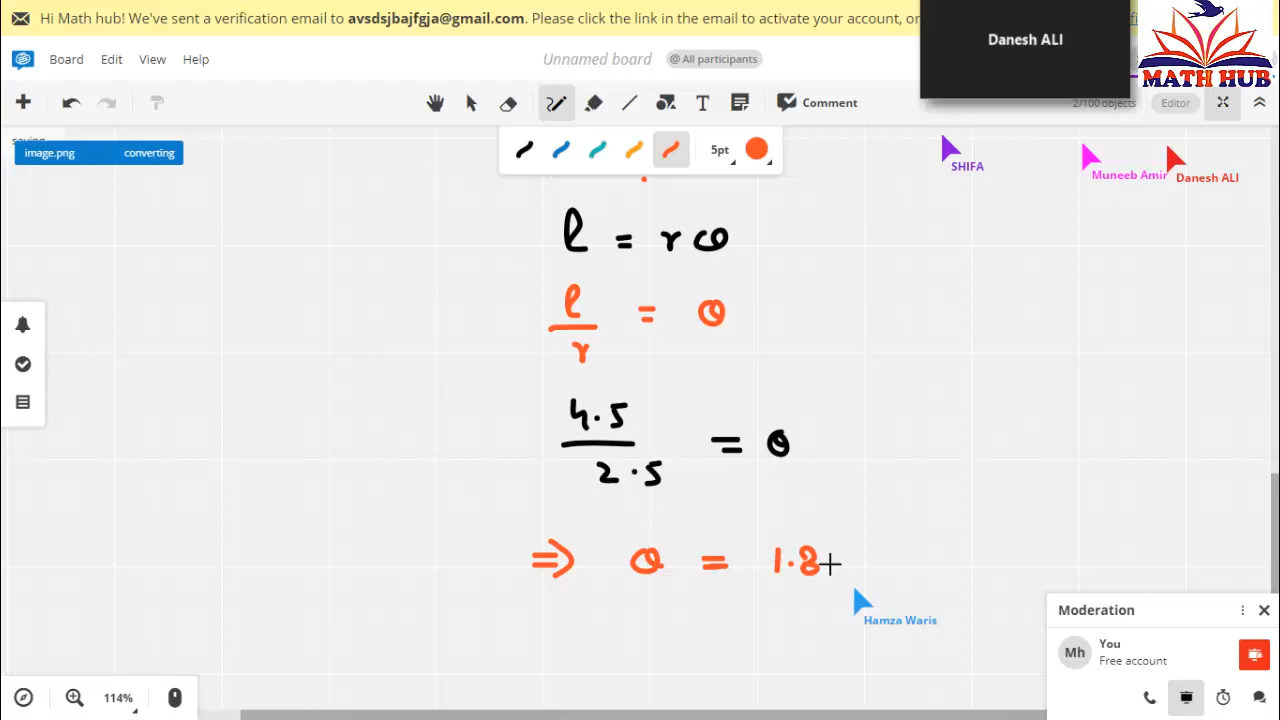 Hi Math hub! We've sent a verification email to avsdsjbajfgja@gmail.com. Please click the link in the email to activate your account, or
Danesh ALI
MATH HUB
Board Edit View Help
Unnamed board
@ All participants
Comment
2/100 objects
Editor
saving
image.png converting
5pt
SHIFA
Muneeb Amir
Danesh ALI
l = rθ
l/r = θ
4.5/2.5 = θ
⇒ θ = 1.8
Hamza Waris
Moderation
Mh
You
Free account
114%